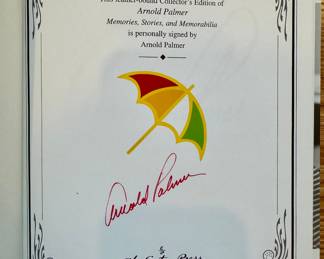 This leather-bound Collector's Edition of
Arnold Palmer
Memories, Stories, and Memorabilia
is personally signed by
Arnold Palmer
Arnold Palmer
&
Press